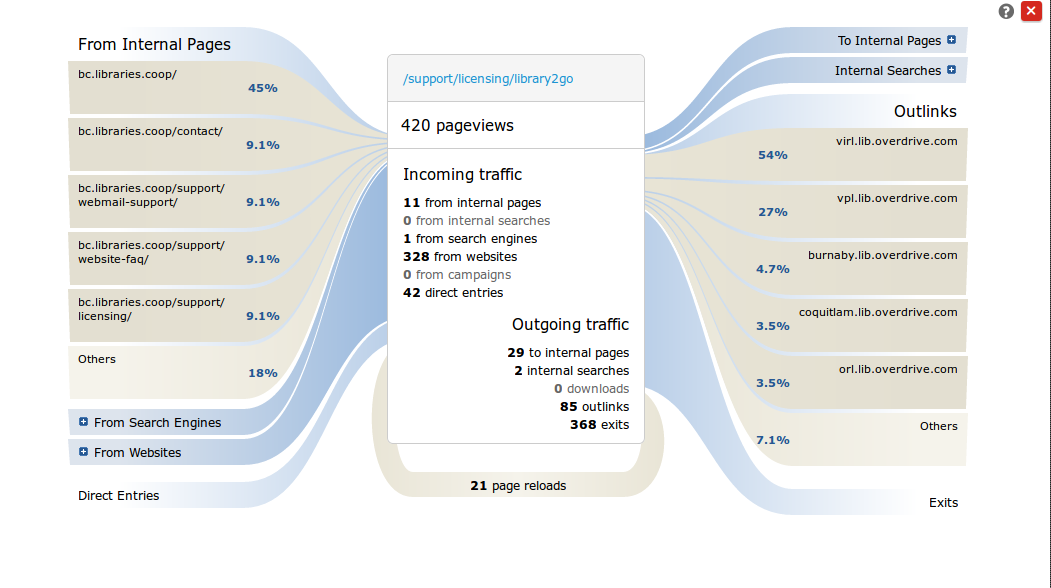 From Internal Pages
bc.libraries.coop/
45%
bc.libraries.coop/contact/
9.1%
bc.libraries.coop/support/
webmail-support/
9.1%
bc.libraries.coop/support/
website-faq/
9.1%
bc.libraries.coop/support/
licensing/
9.1%
Others
18%
From Search Engines
From Websites
Direct Entries
/support/licensing/library2go
420 pageviews
Incoming traffic
11 from internal pages
0 from internal searches
1 from search engines
328 from websites
0 from campaigns
42 direct entries
Outgoing traffic
29 to internal pages
2 internal searches
0 downloads
85 outlinks
368 exits
21 page reloads
To Internal Pages
Internal Searches
Outlinks
virl.lib.overdrive.com
54%
vpl.lib.overdrive.com
27%
burnaby.lib.overdrive.com
4.7%
coquitlam.lib.overdrive.com
3.5%
orl.lib.overdrive.com
3.5%
Others
7.1%
Exits